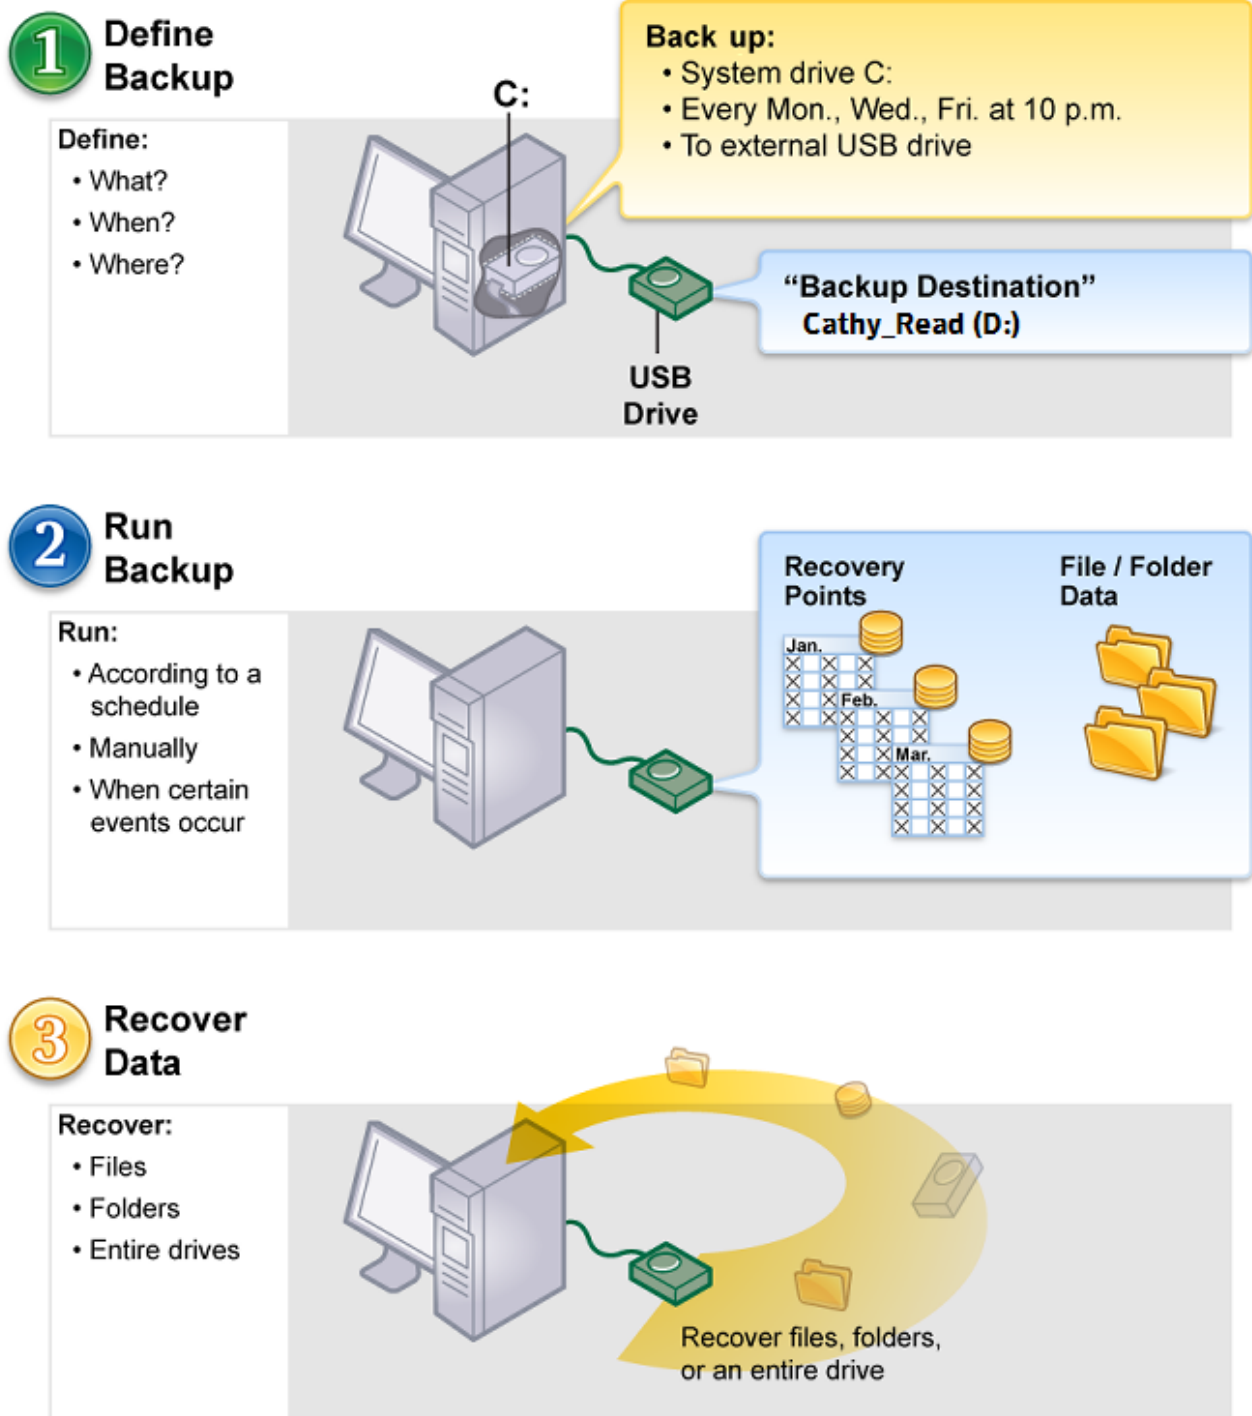 1
Define
Backup
C:
Back up:
• System drive C:
• Every Mon., Wed., Fri. at 10 p.m.
• To external USB drive
Define:
• What?
• When?
• Where?
“Backup Destination”
Cathy_Read (D:)
USB
Drive
2
Run
Backup
Recovery
Points
File / Folder
Data
Run:
• According to a
schedule
• Manually
• When certain
events occur
Jan.
Feb.
Mar.
3
Recover
Data
Recover:
• Files
• Folders
• Entire drives
Recover files, folders,
or an entire drive